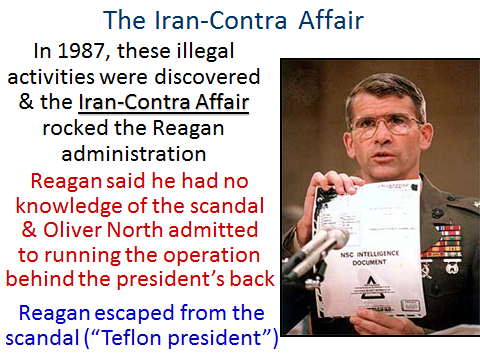 The Iran-Contra Affair
In 1987, these illegal
activities were discovered
& the Iran-Contra Affair
rocked the Reagan
administration
Reagan said he had no
knowledge of the scandal
& Oliver North admitted
to running the operation
behind the president's back
Reagan escaped from the
scandal ("Teflon president")
NSC INTELLIGENCE
DOCUMENT